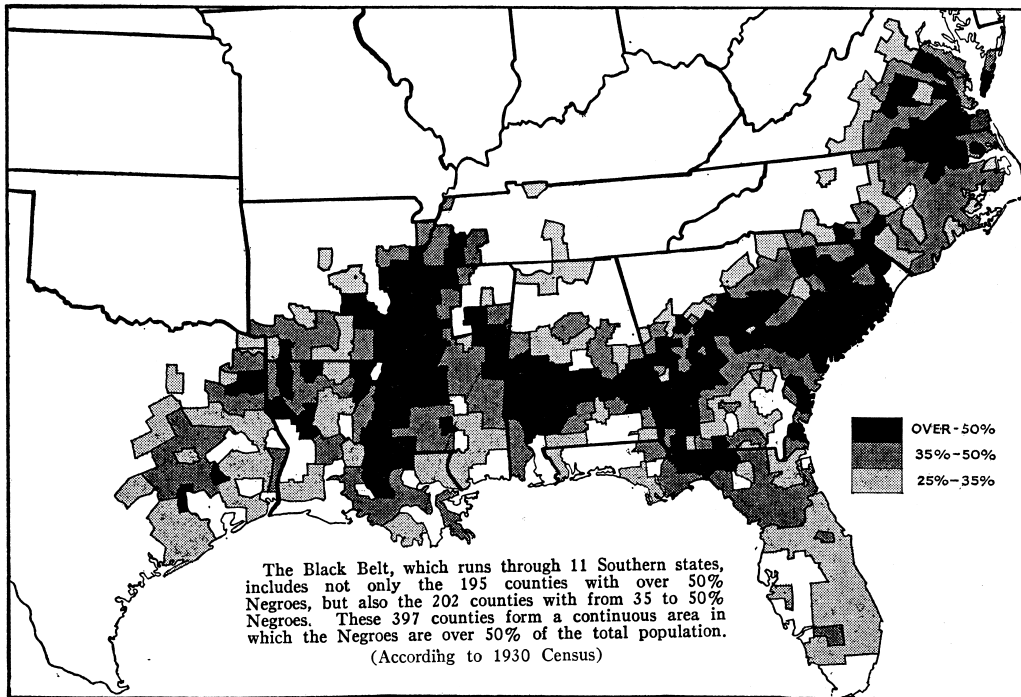 OVER-50%
35%-50%
25%-35%
The Black Belt, which runs through 11 Southern states,
includes not only the 195 counties with over 50%
Negroes, but also the 202 counties with from 35 to 50%
Negroes. These 397 counties form a continuous area in
which the Negroes are over 50% of the total population.
(According to 1930 Census)